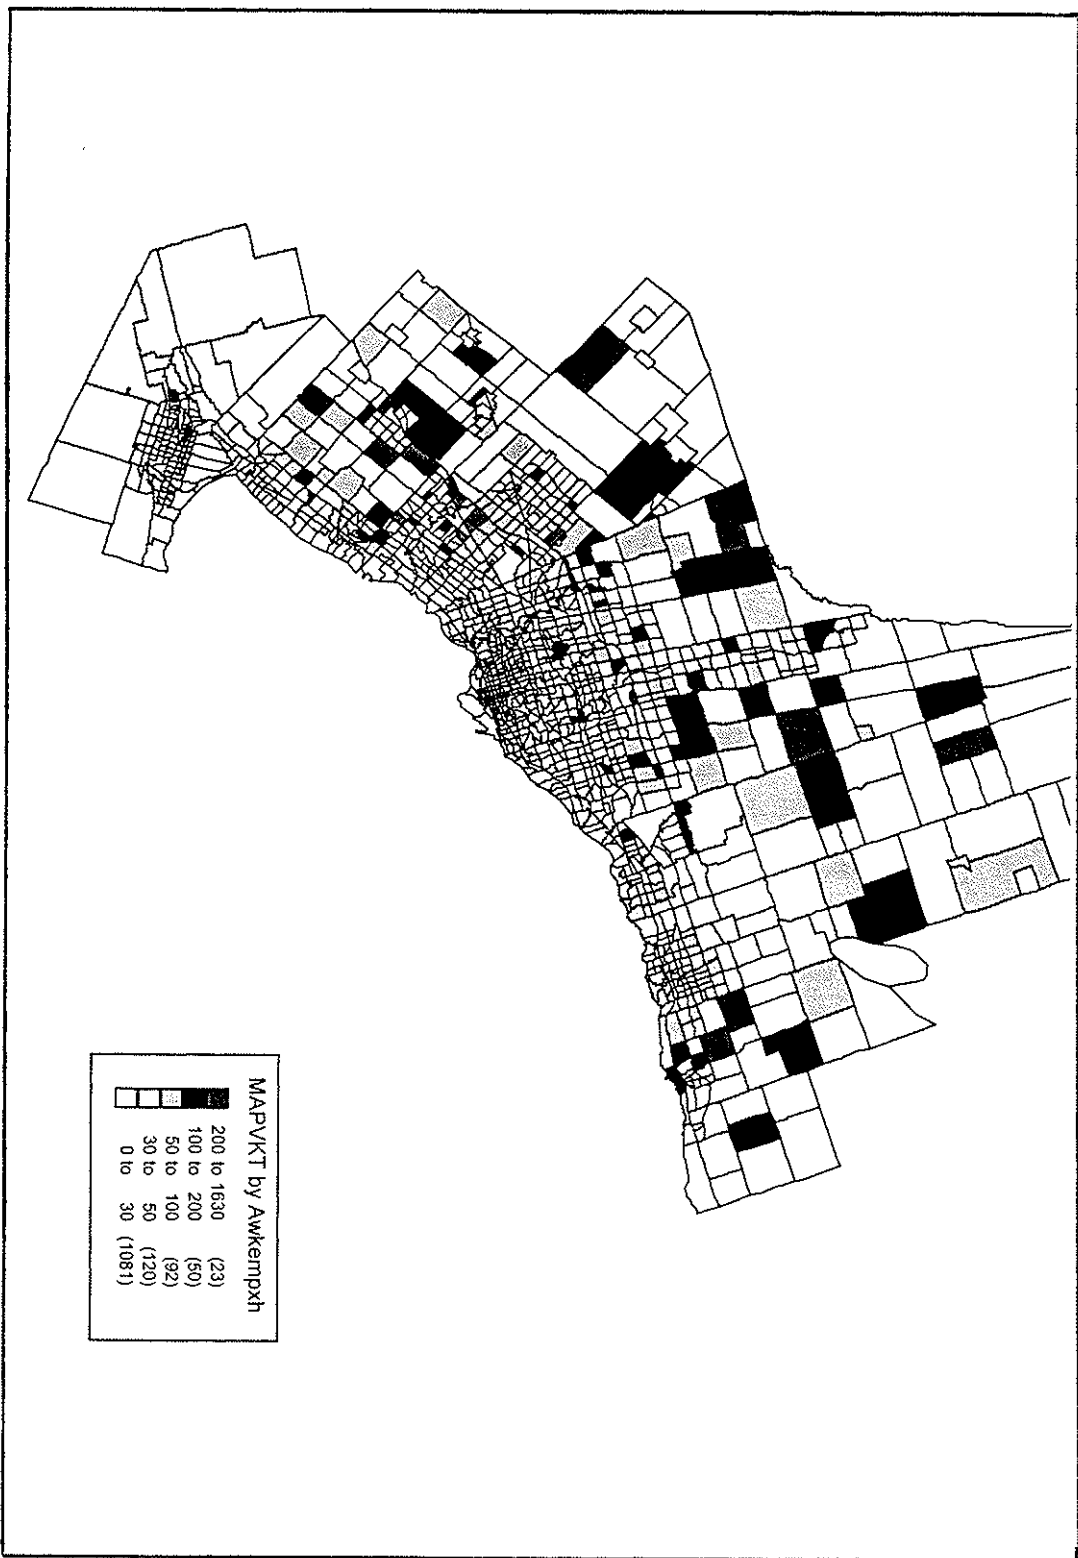 MAPVKT by Awkempxh
200 to 1630 (23)
100 to 200 (50)
50 to 100 (92)
30 to 50 (120)
0 to 30 (1081)